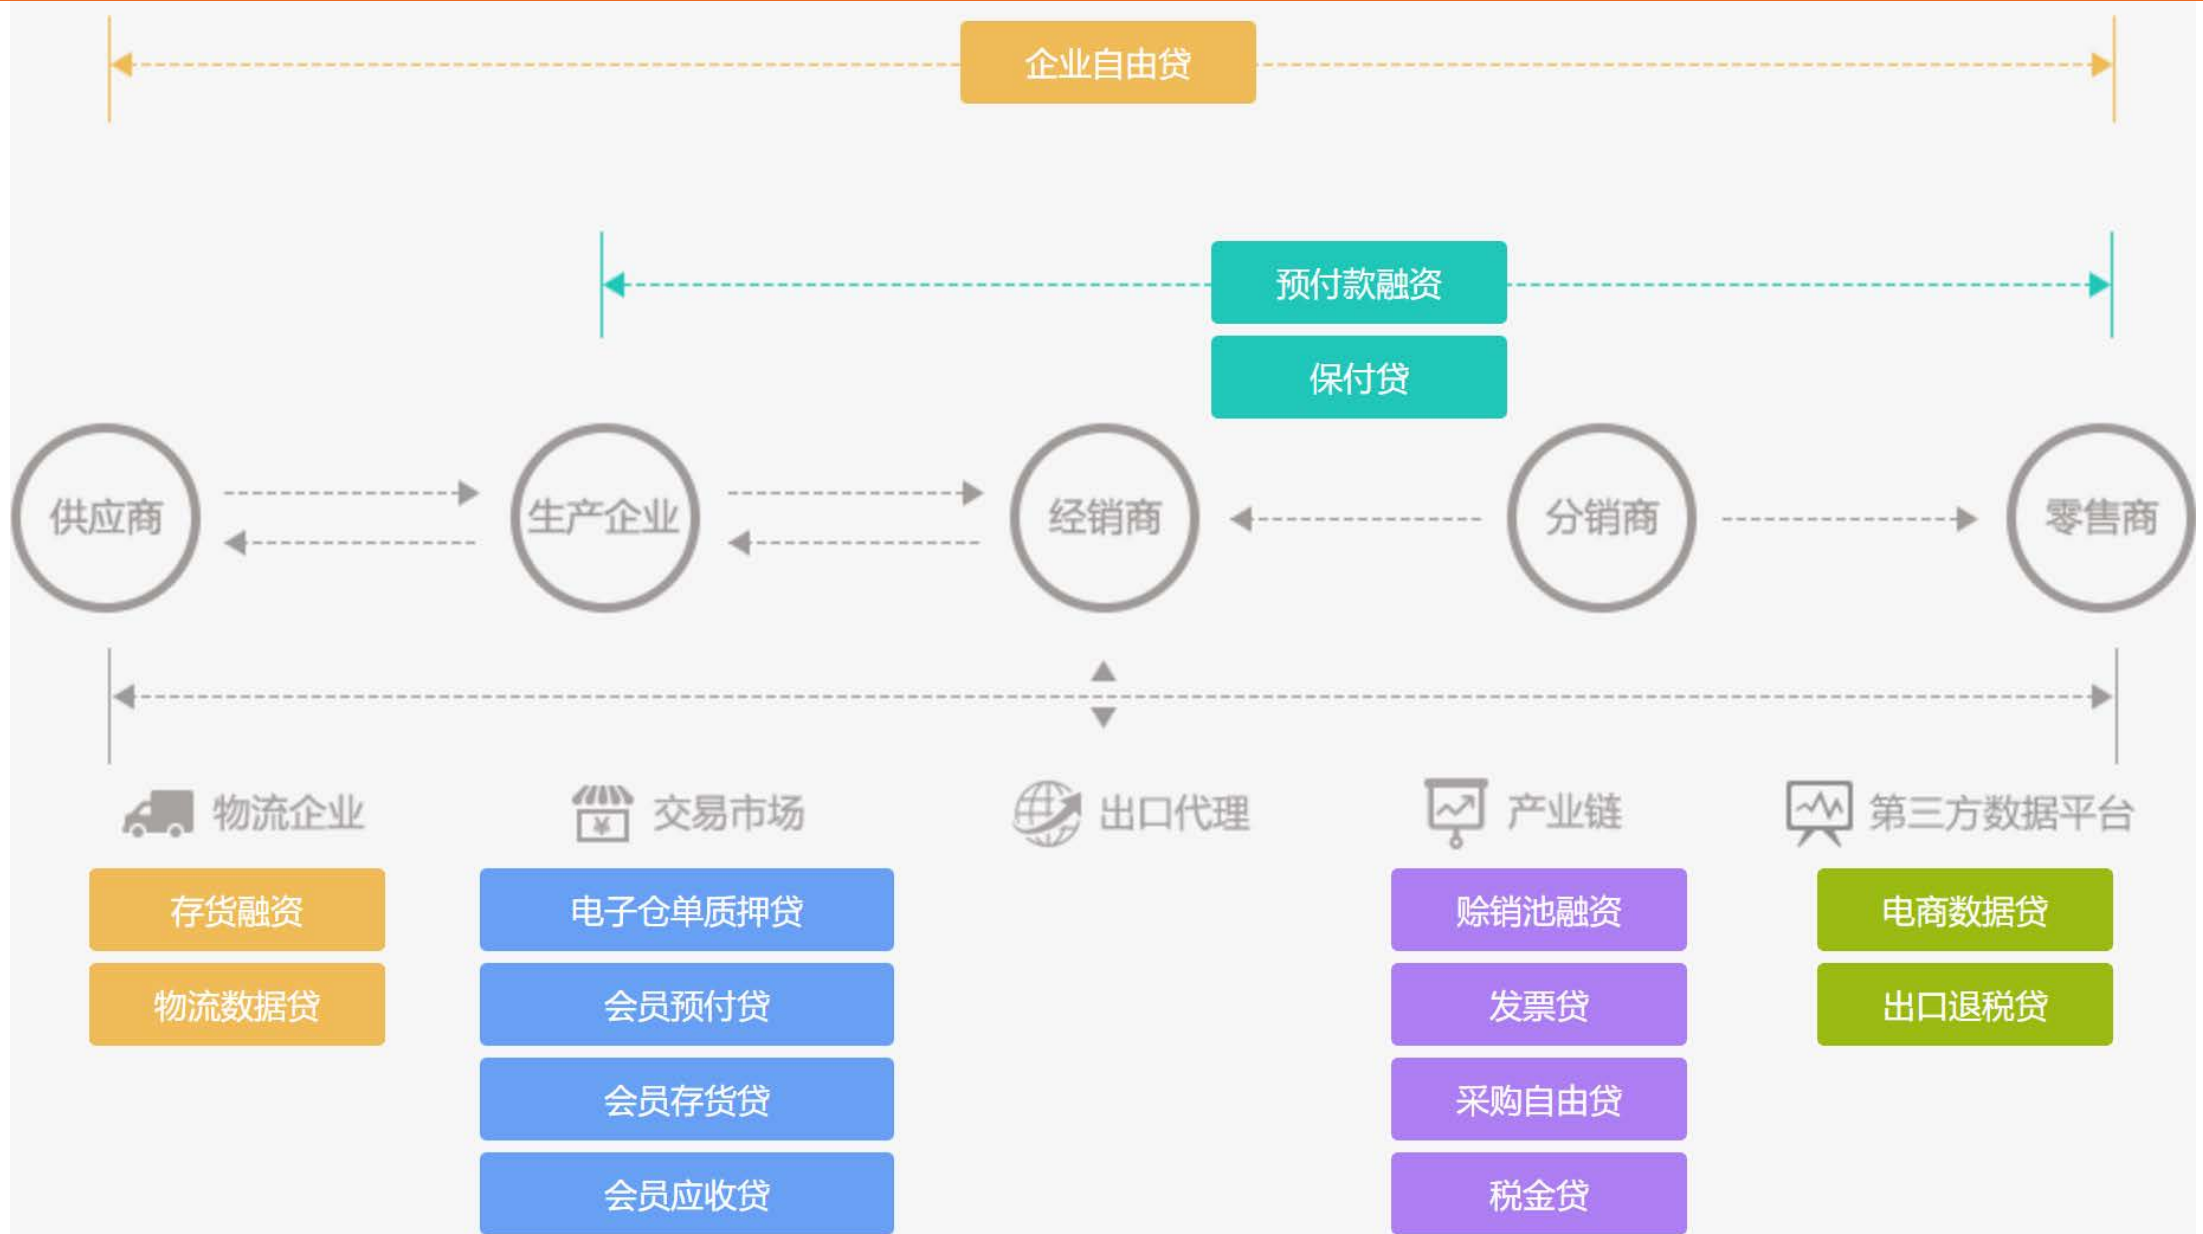 企业自由贷
预付款融资
保付贷
供应商
生产企业
经销商
分销商
零售商
物流企业
交易市场
出口代理
产业链
第三方数据平台
存货融资
电子仓单质押贷
赊销池融资
电商数据贷
物流数据贷
会员预付贷
发票贷
出口退税贷
会员存货贷
采购自由贷
会员应收贷
税金贷